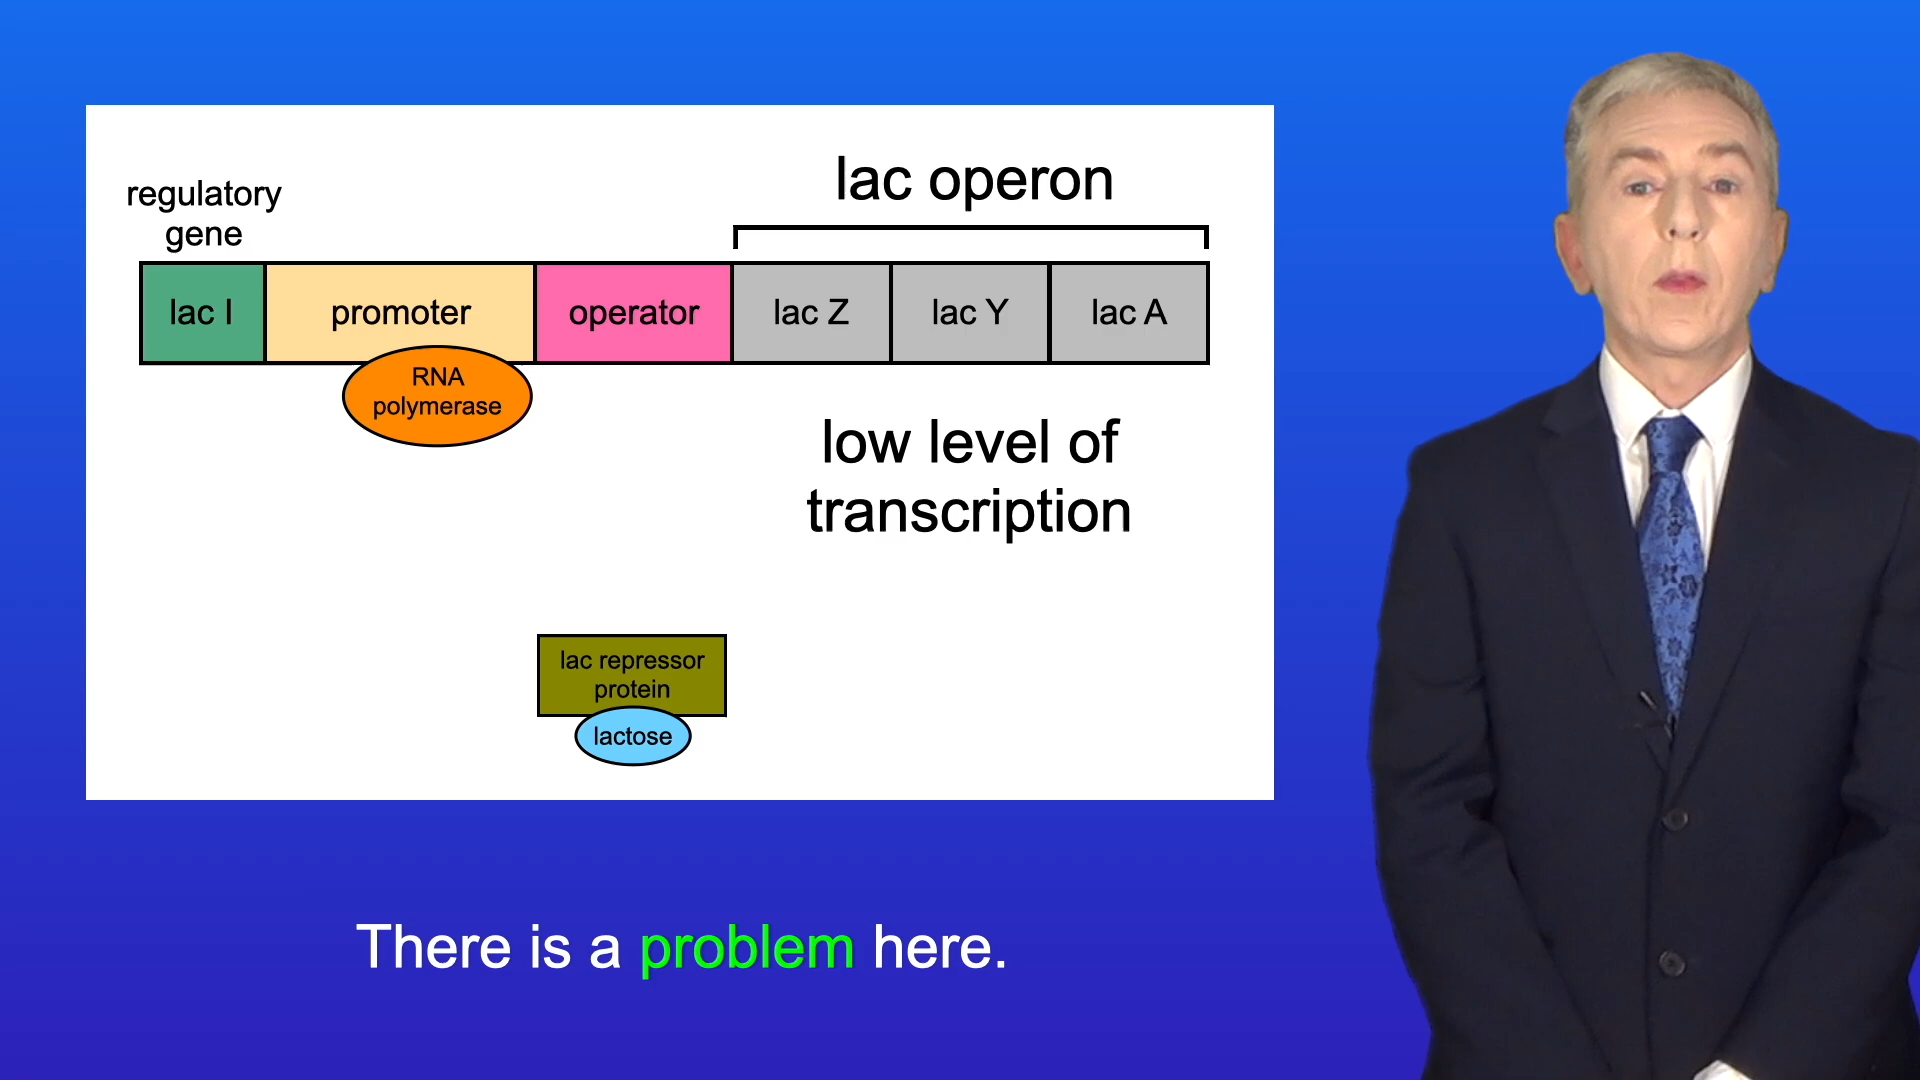 lac operon
regulatory
gene
lac I
promoter
operator
lac Z
lac Y
lac A
RNA
polymerase
low level of
transcription
lac repressor
protein
lactose
There is a problem here.